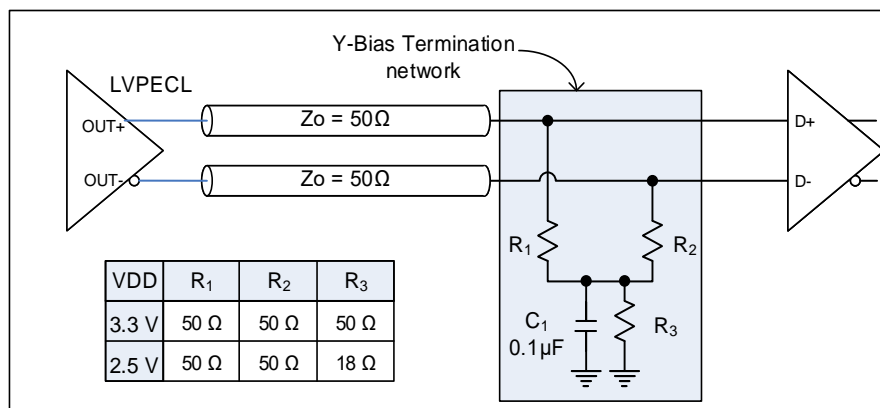 Y-Bias Termination
network
LVPECL
OUT+
Zo = 50Ω
D+
OUT-
Zo = 50Ω
D-
R1
R2
VDD R1 R2 R3
3.3 V 50 Ω 50 Ω 50 Ω
2.5 V 50 Ω 50 Ω 18 Ω
C1
0.1µF
R3